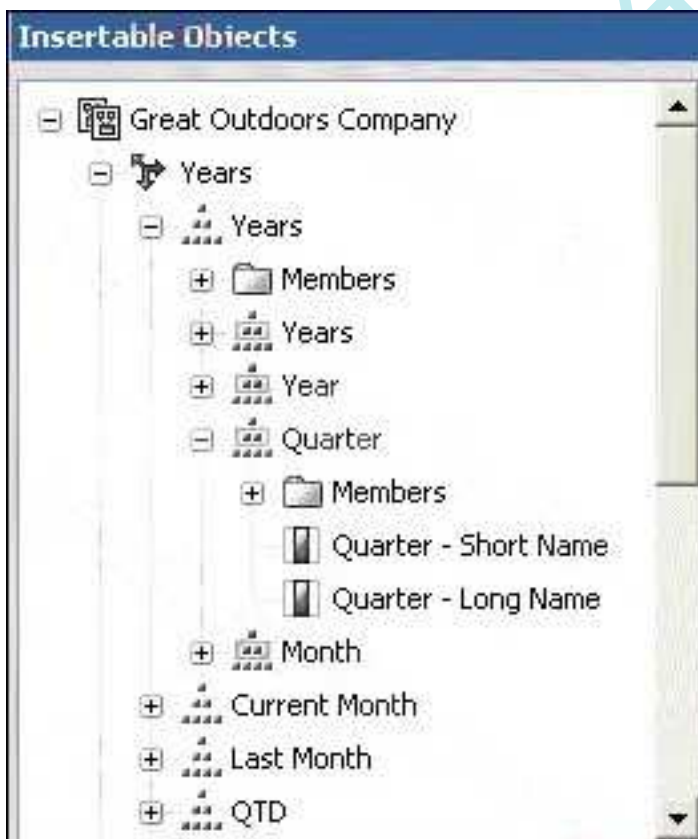 Insertable Objects
Great Outdoors Company
Years
Years
Members
Years
Year
Quarter
Members
Quarter - Short Name
Quarter - Long Name
Month
Current Month
Last Month
QTD